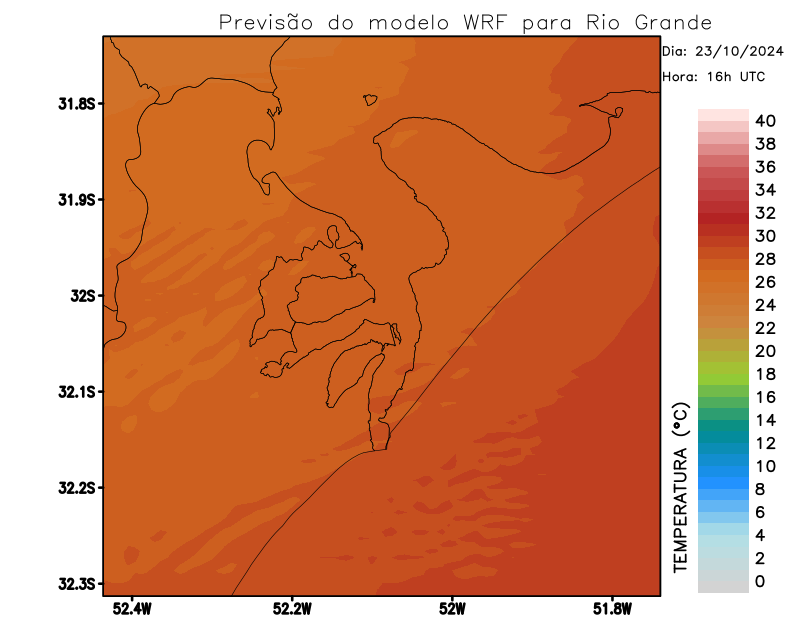 Previsão do modelo WRF para Rio Grande
Dia: 23/10/2024
Hora: 16h UTC
31.8S
31.9S
32S
32.1S
32.2S
32.3S
52.4W
52.2W
52W
51.8W
TEMPERATURA (°C)
40
38
36
34
32
30
28
26
24
22
20
18
16
14
12
10
8
6
4
2
0